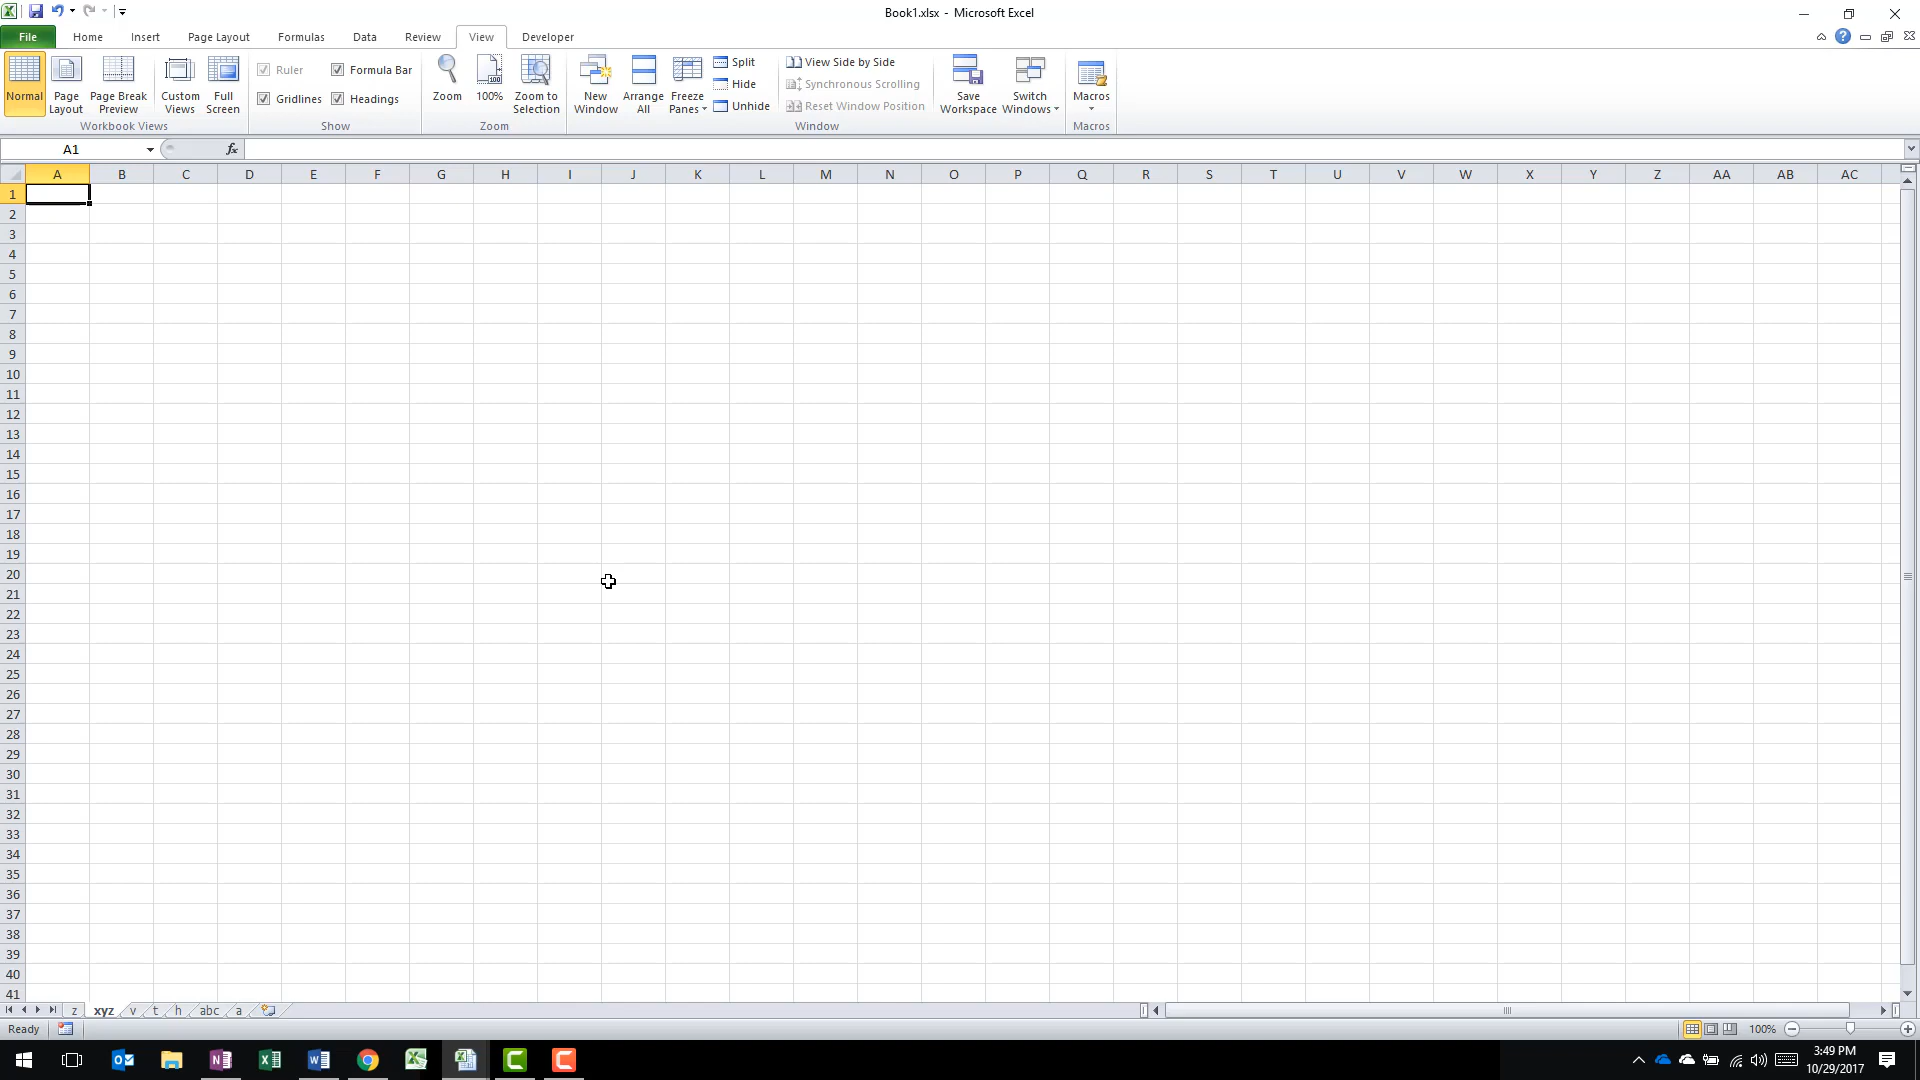 Book1.xlsx - Microsoft Excel
File Home Insert Page Layout Formulas Data Review View Developer
Normal
Page Layout
Page Break Preview
Custom Views
Full Screen
Workbook Views
Ruler
Formula Bar
Gridlines
Headings
Show
Zoom
100%
Zoom to Selection
Zoom
New Window
Arrange All
Freeze Panes
Split
Hide
Unhide
View Side by Side
Synchronous Scrolling
Reset Window Position
Window
Save Workspace
Switch Windows
Macros
Macros
A1 fx
A B C D E F G H I J K L M N O P Q R S T U V W X Y Z AA AB AC
1
2
3
4
5
6
7
8
9
10
11
12
13
14
15
16
17
18
19
20
21
22
23
24
25
26
27
28
29
30
31
32
33
34
35
36
37
38
39
40
41
z xyz v t h abc a
Ready 100%
3:49 PM
10/29/2017